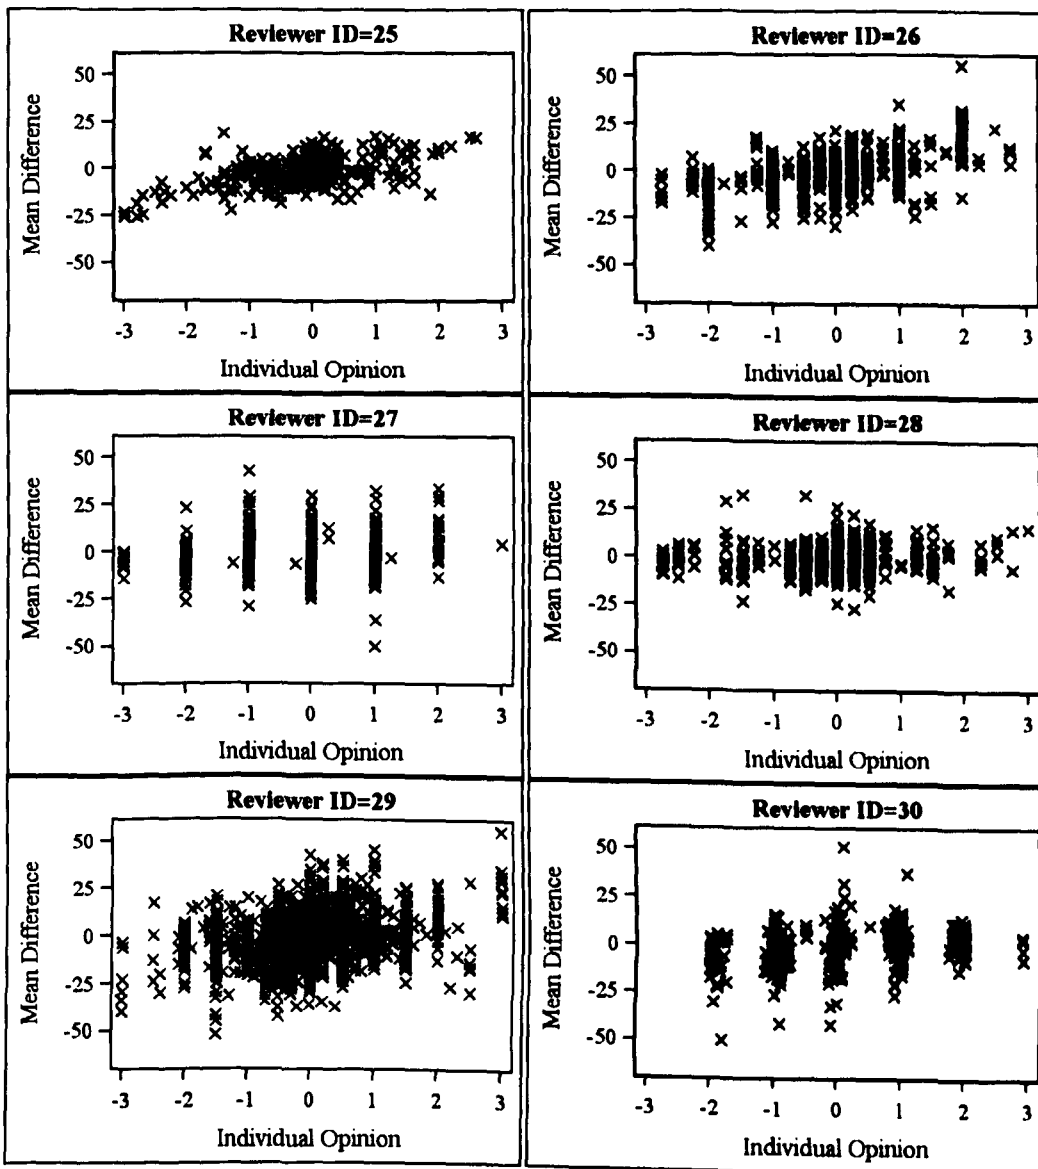 Reviewer ID=25
Mean Difference
50
25
0
-25
-50
-3 -2 -1 0 1 2 3
Individual Opinion
Reviewer ID=26
Mean Difference
50
25
0
-25
-50
-3 -2 -1 0 1 2 3
Individual Opinion
Reviewer ID=27
Mean Difference
50
25
0
-25
-50
-3 -2 -1 0 1 2 3
Individual Opinion
Reviewer ID=28
Mean Difference
50
25
0
-25
-50
-3 -2 -1 0 1 2 3
Individual Opinion
Reviewer ID=29
Mean Difference
50
25
0
-25
-50
-3 -2 -1 0 1 2 3
Individual Opinion
Reviewer ID=30
Mean Difference
50
25
0
-25
-50
-3 -2 -1 0 1 2 3
Individual Opinion